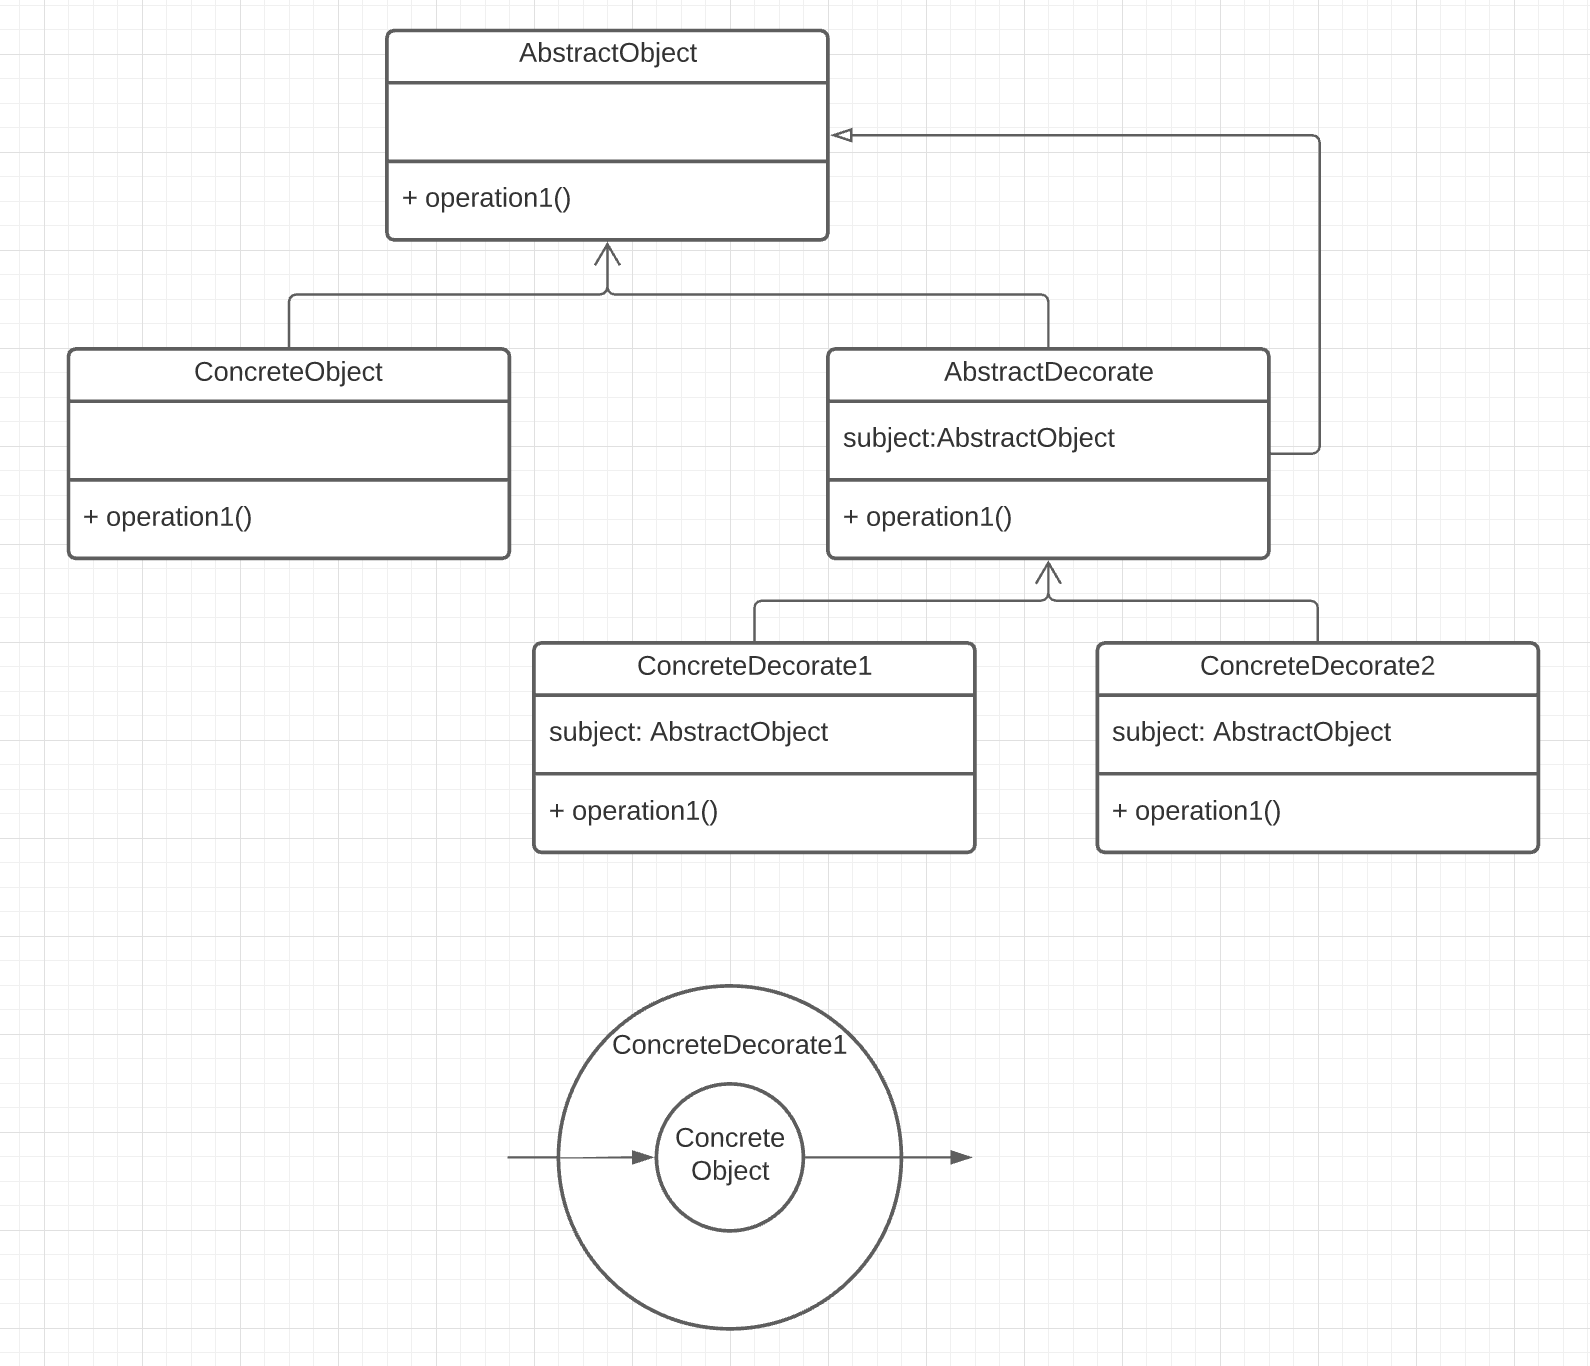 AbstractObject
+ operation1()
ConcreteObject
+ operation1()
AbstractDecorate
subject:AbstractObject
+ operation1()
ConcreteDecorate1
subject: AbstractObject
+ operation1()
ConcreteDecorate2
subject: AbstractObject
+ operation1()
ConcreteDecorate1
Concrete
Object